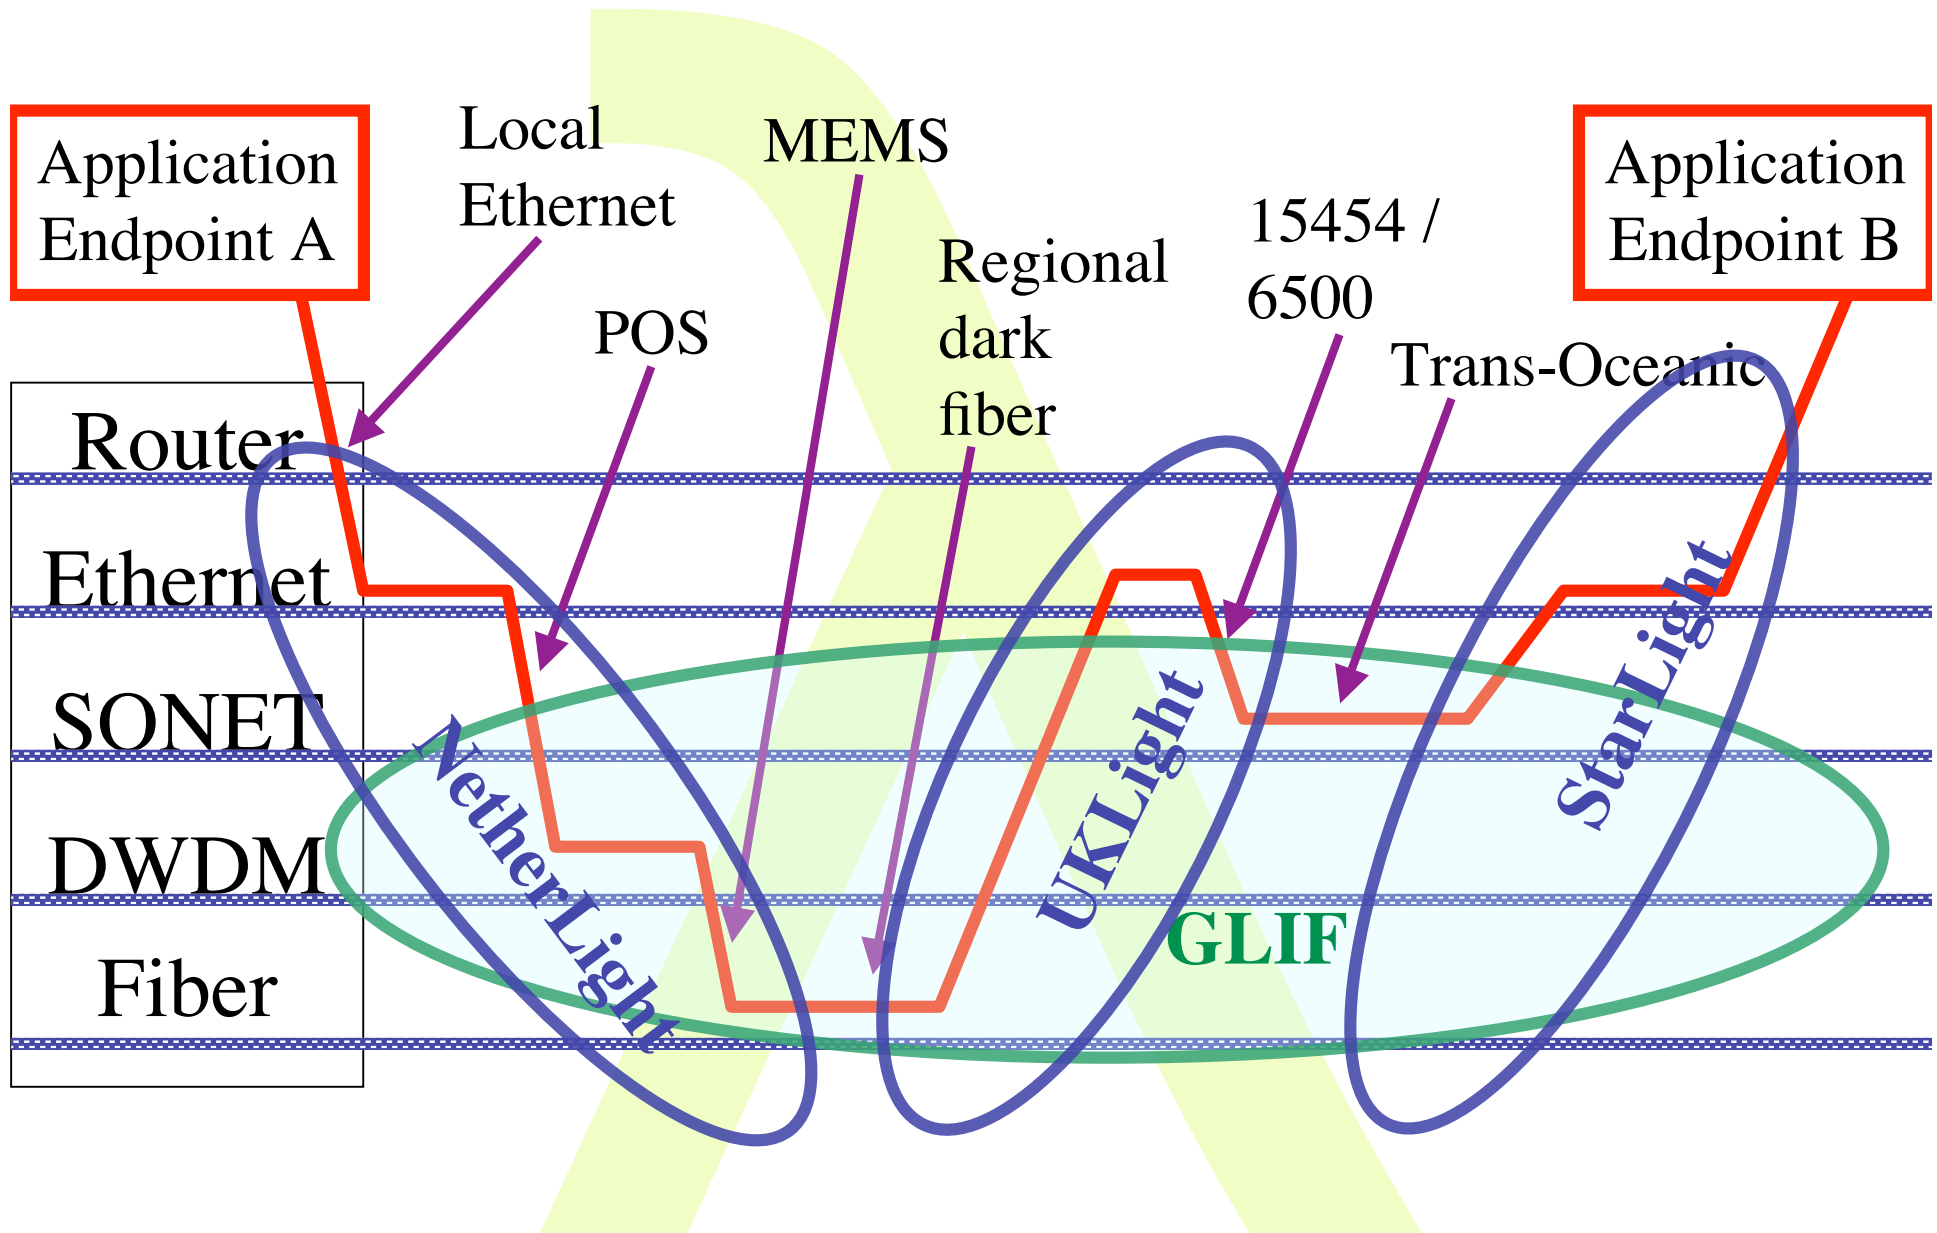 Application
Endpoint A
Local
Ethernet
MEMS
POS
Regional
dark
fiber
15454 /
6500
Trans-Oceanic
Application
Endpoint B
Router
Ethernet
SONET
DWDM
Fiber
NetherLight
UKLight
StarLight
GLIF